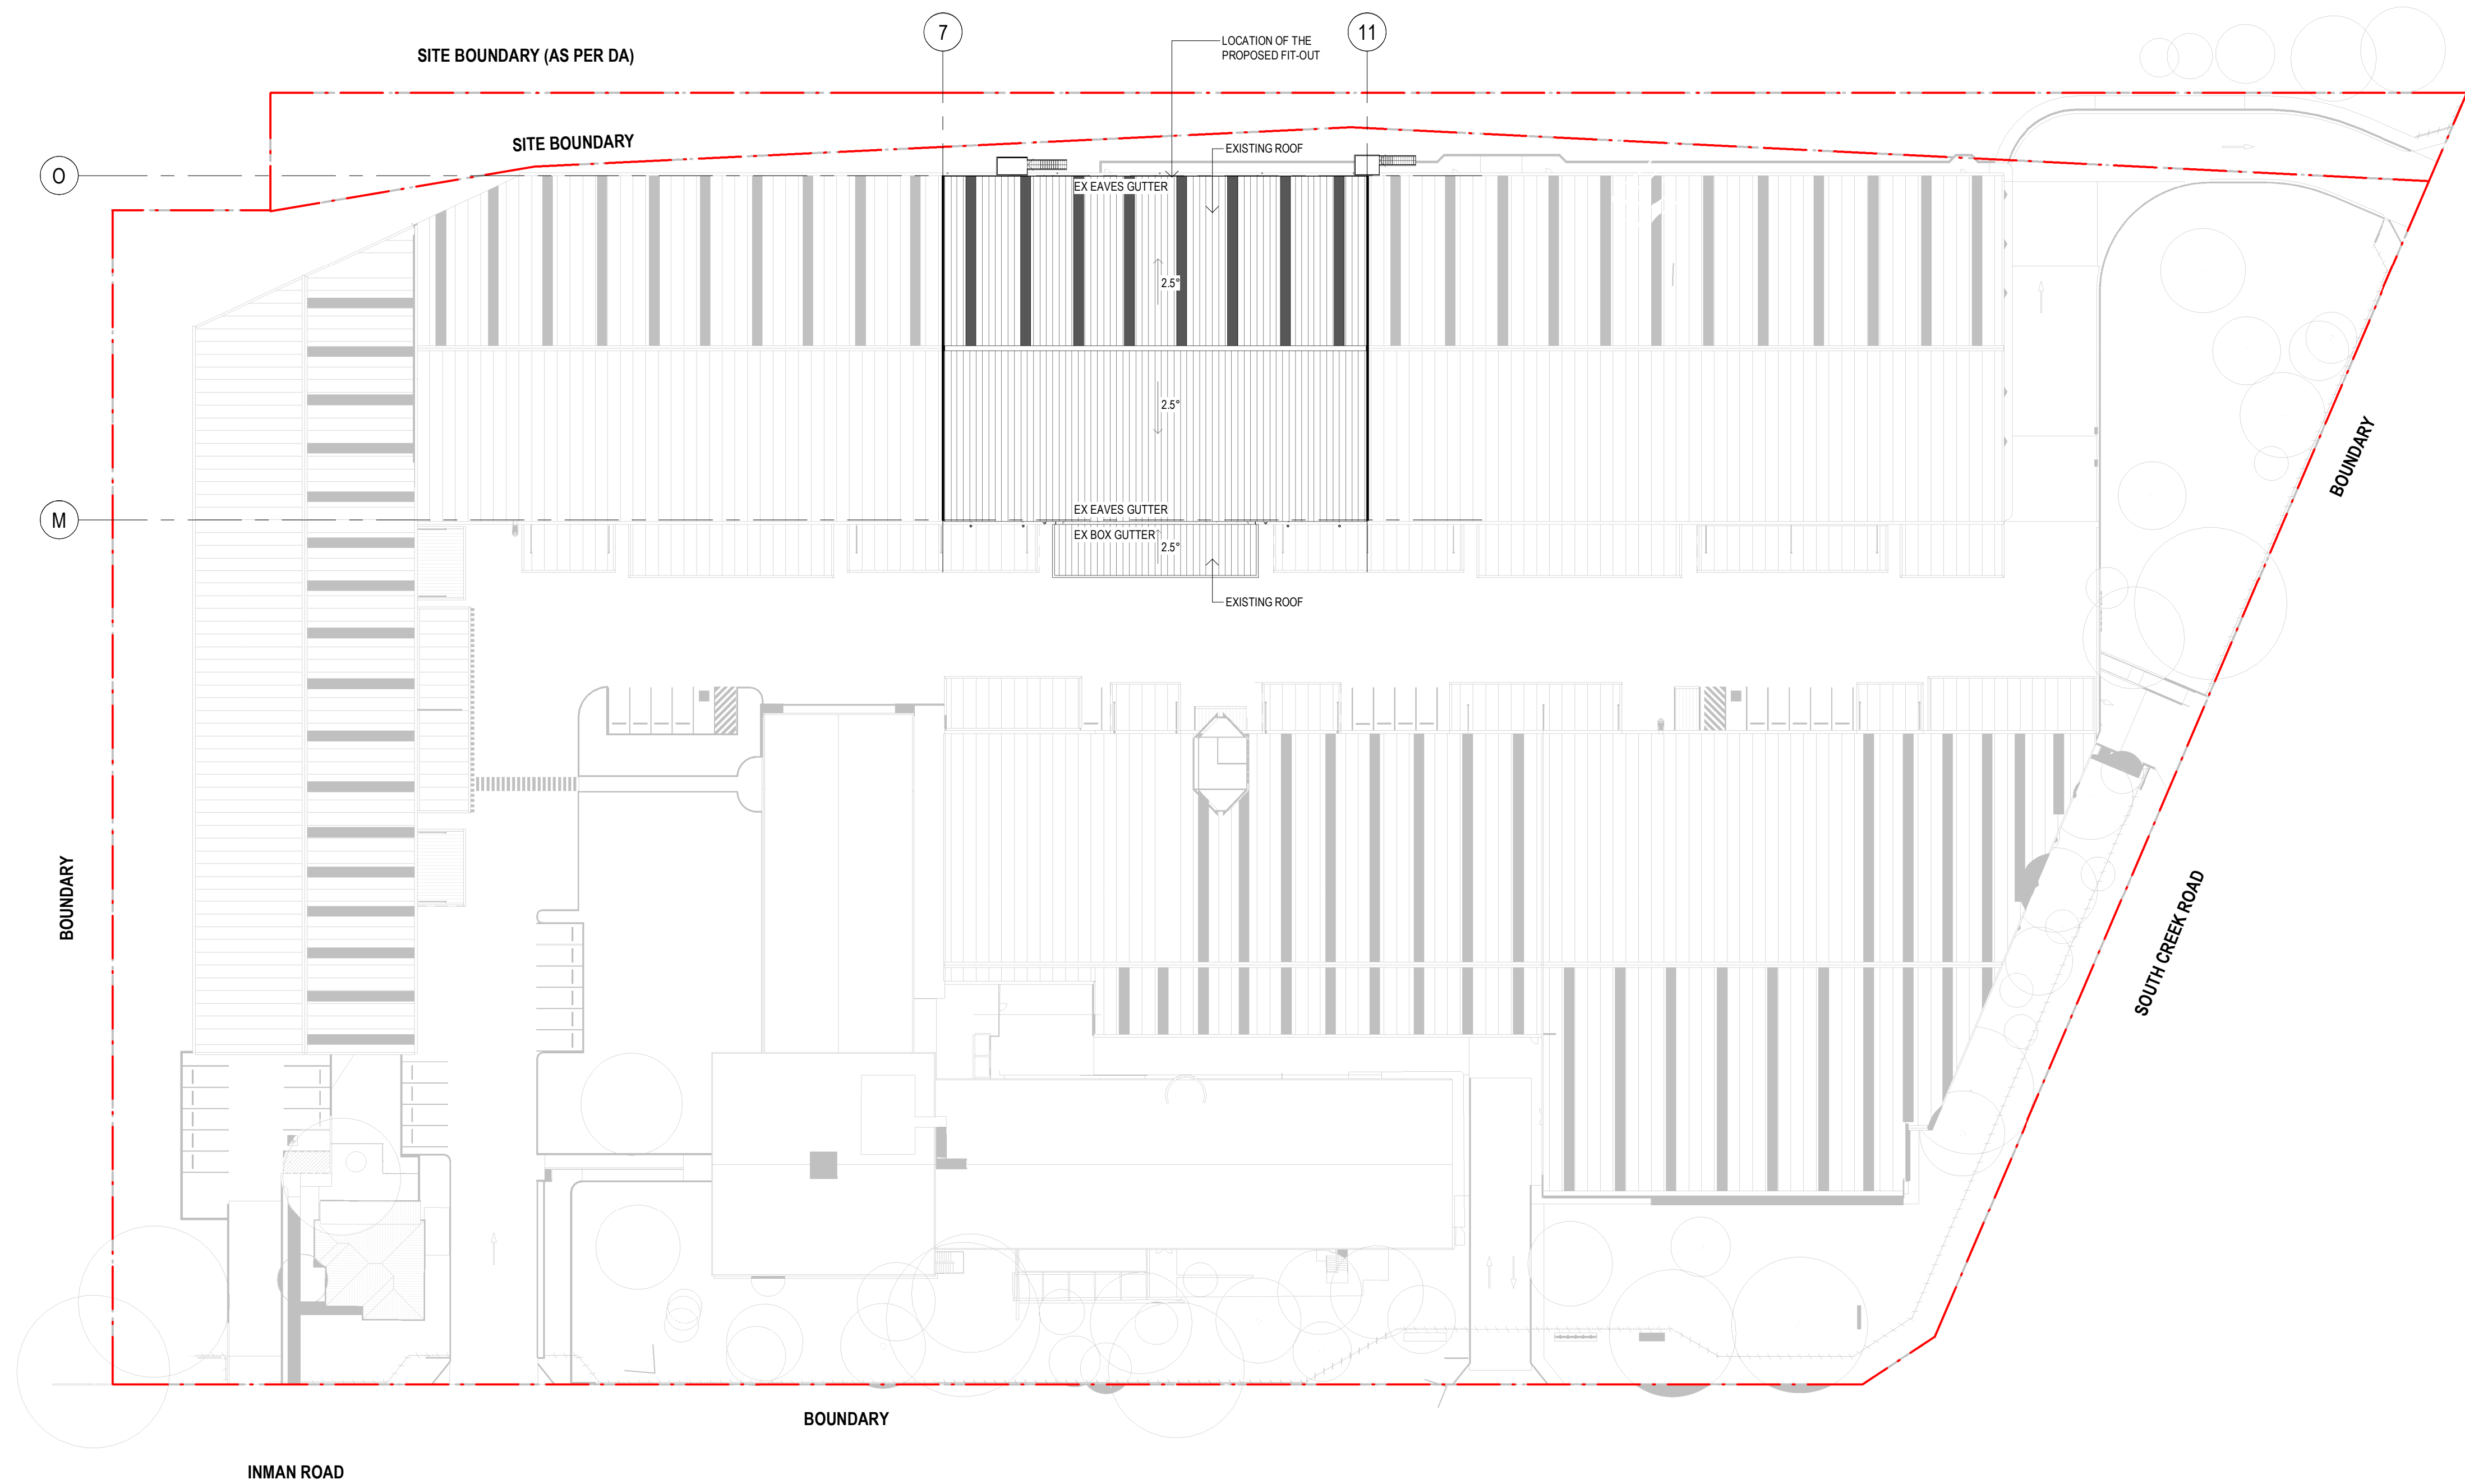 7
11
LOCATION OF THE
PROPOSED FIT-OUT
SITE BOUNDARY (AS PER DA)
SITE BOUNDARY
EXISTING ROOF
O
EX EAVES GUTTER
2.5°
2.5°
BOUNDARY
EX EAVES GUTTER
M
EX BOX GUTTER
2.5°
EXISTING ROOF
BOUNDARY
SOUTH CREEK ROAD
BOUNDARY
INMAN ROAD